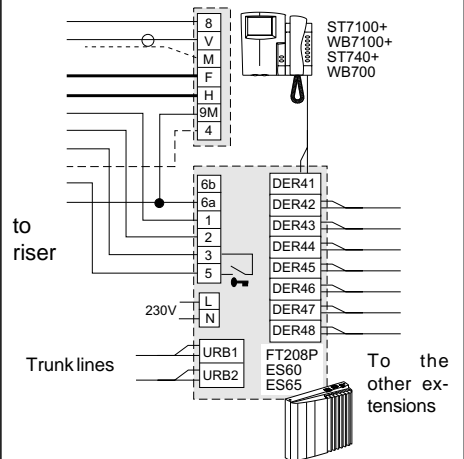 8
V
M
F
H
9M
4
ST7100+
WB7100+
ST740+
WB700
6b
6a
1
2
3
5
L
N
230V
URB1
URB2
to
riser
Trunk lines
DER41
DER42
DER43
DER44
DER45
DER46
DER47
DER48
FT208P
ES60
ES65
To the
other ex-
tensions